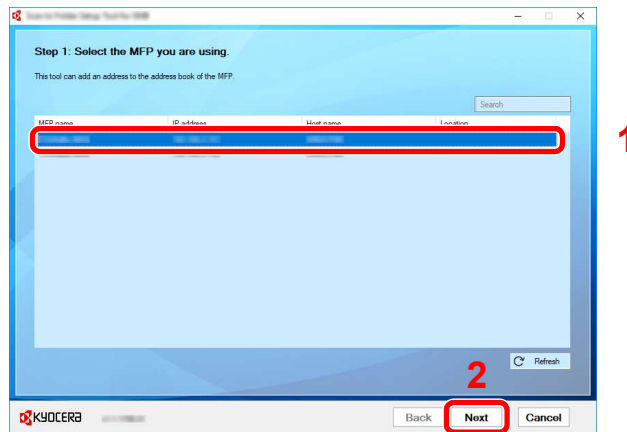 Step 1: Select the MFP you are using.
This tool can add an address to the address book of the MFP.
Search
MFP name IP address Host name Location
1
Refresh
2
KYOCERA
Back Next Cancel